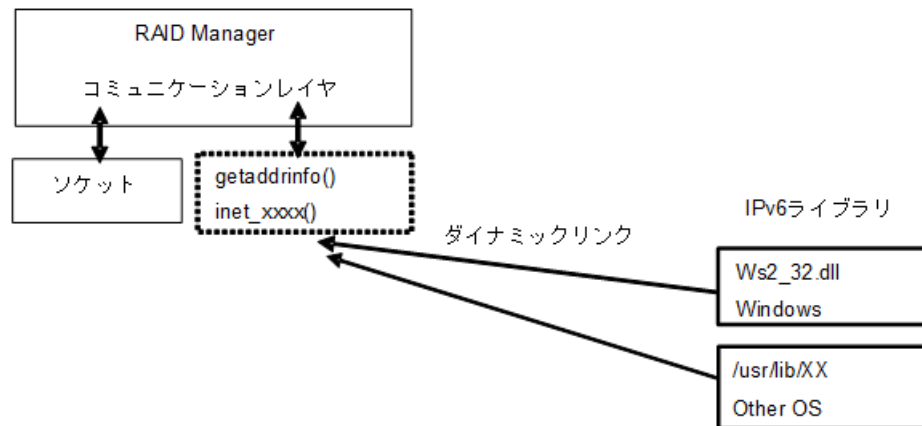 RAID Manager
コミュニケーションレイヤ
ソケット
getaddrinfo()
inet_xxxx()
ダイナミックリンク
IPv6ライブラリ
Ws2_32.dll
Windows
/usr/lib/XX
Other OS